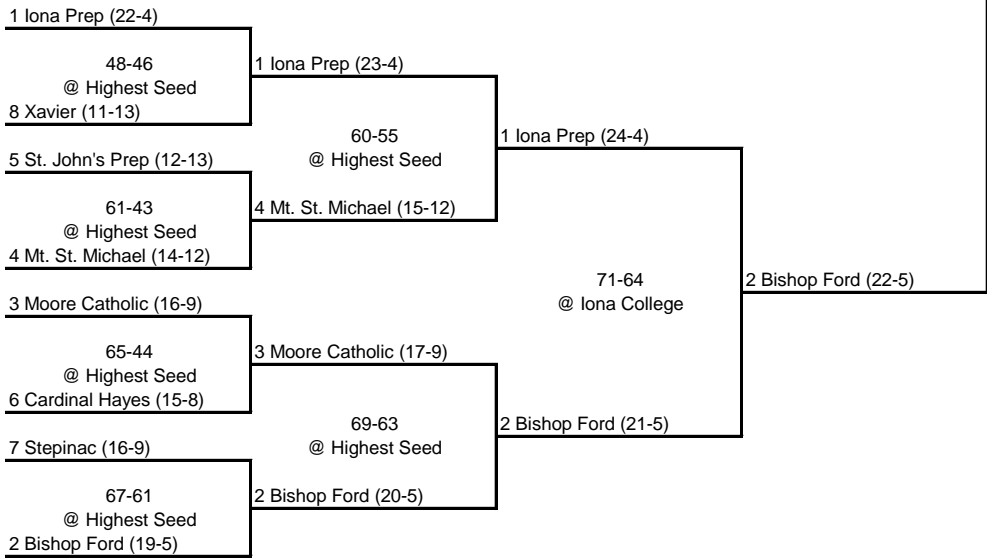 1 Iona Prep (22-4)
48-46
@ Highest Seed
8 Xavier (11-13)
1 Iona Prep (23-4)
60-55
@ Highest Seed
5 St. John's Prep (12-13)
61-43
@ Highest Seed
4 Mt. St. Michael (14-12)
4 Mt. St. Michael (15-12)
1 Iona Prep (24-4)
71-64
@ Iona College
2 Bishop Ford (22-5)
3 Moore Catholic (16-9)
65-44
@ Highest Seed
6 Cardinal Hayes (15-8)
3 Moore Catholic (17-9)
69-63
@ Highest Seed
2 Bishop Ford (21-5)
7 Stepinac (16-9)
67-61
@ Highest Seed
2 Bishop Ford (19-5)
2 Bishop Ford (20-5)